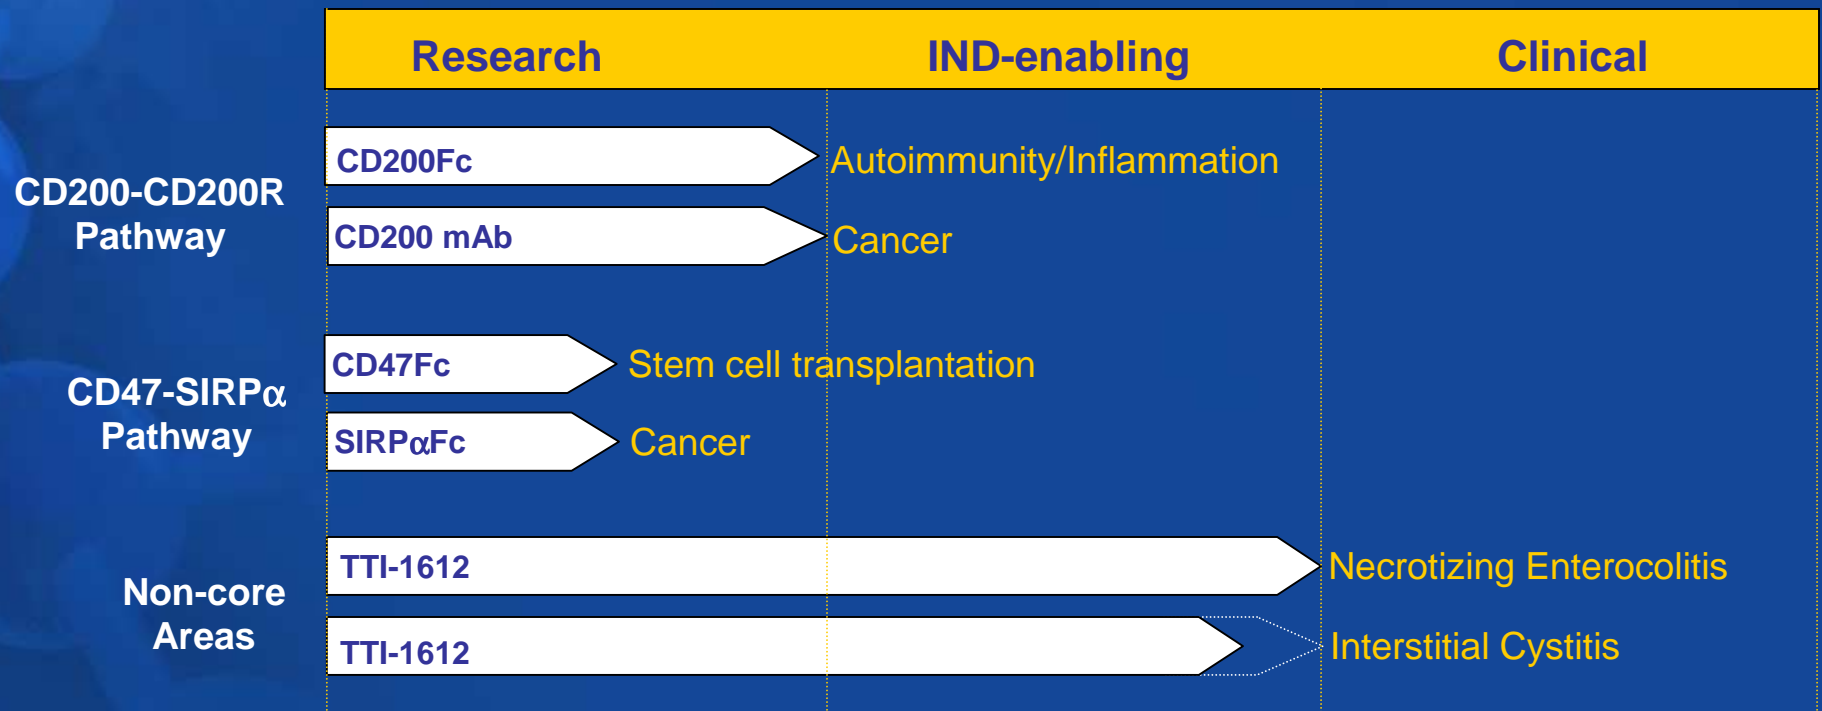 Research IND-enabling Clinical
CD200-CD200R
Pathway
CD200Fc Autoimmunity/Inflammation
CD200 mAb Cancer
CD47-SIRPα
Pathway
CD47Fc Stem cell transplantation
SIRPαFc Cancer
Non-core
Areas
TTI-1612 Necrotizing Enterocolitis
TTI-1612 Interstitial Cystitis